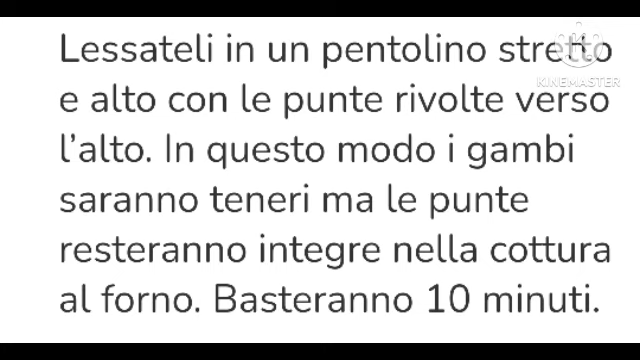 Lessateli in un pentolino stretto
e alto con le punte rivolte verso
l’alto. In questo modo i gambi
saranno teneri ma le punte
resteranno integre nella cottura
al forno. Basteranno 10 minuti.
KINEMASTER